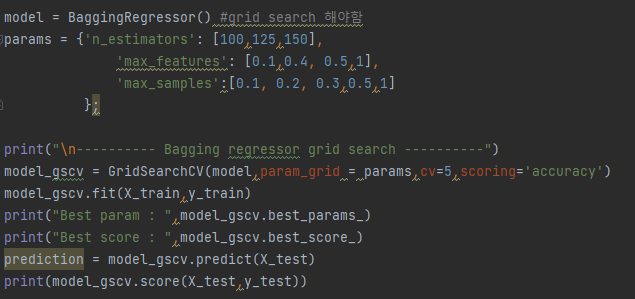 model = BaggingRegressor() #grid search 해야함
params = {'n_estimators': [100,125,150],
'max_features': [0.1,0.4, 0.5,1],
'max_samples':[0.1, 0.2, 0.3,0.5,1]
};
print("\n---------- Bagging regressor grid search ----------")
model_gscv = GridSearchCV(model,param_grid = params,cv=5,scoring='accuracy')
model_gscv.fit(X_train,y_train)
print("Best param : ",model_gscv.best_params_)
print("Best score : ",model_gscv.best_score_)
prediction = model_gscv.predict(X_test)
print(model_gscv.score(X_test,y_test))